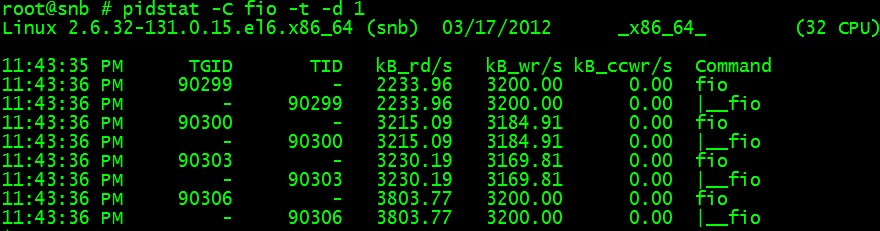 root@snb # pidstat -C fio -t -d 1
Linux 2.6.32-131.0.15.el6.x86_64 (snb)  03/17/2012      _x86_64_        (32 CPU)
11:43:35 PM      TGID       TID   kB_rd/s   kB_wr/s kB_ccwr/s  Command
11:43:36 PM     90299         -   2233.96   3200.00      0.00  fio
11:43:36 PM         -     90299   2233.96   3200.00      0.00  |__fio
11:43:36 PM     90300         -   3215.09   3184.91      0.00  fio
11:43:36 PM         -     90300   3215.09   3184.91      0.00  |__fio
11:43:36 PM     90303         -   3230.19   3169.81      0.00  fio
11:43:36 PM         -     90303   3230.19   3169.81      0.00  |__fio
11:43:36 PM     90306         -   3803.77   3200.00      0.00  fio
11:43:36 PM         -     90306   3803.77   3200.00      0.00  |__fio